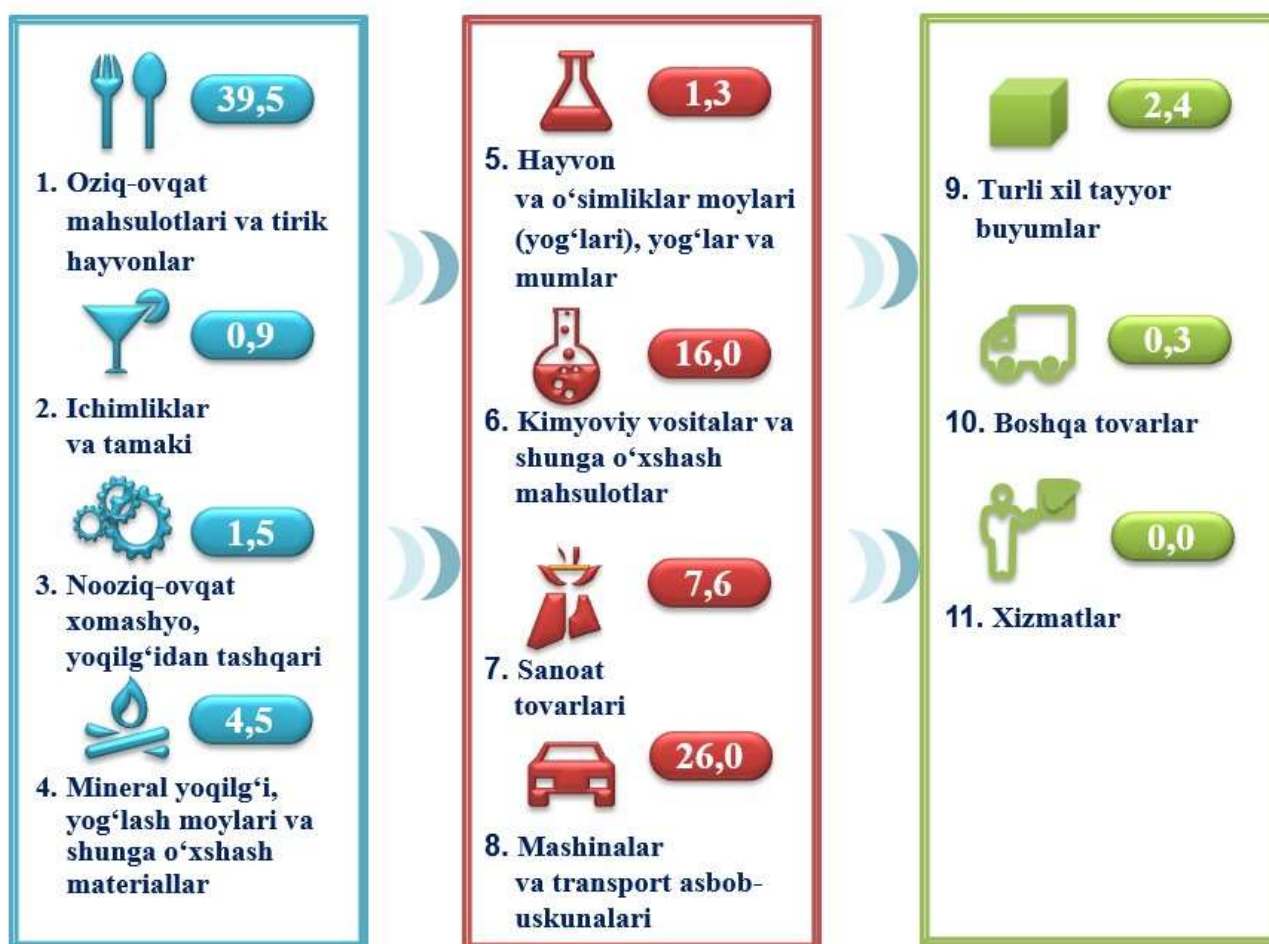 39,5
1. Oziq-ovqat
mahsulotlari va tirik
hayvonlar
0,9
2. Ichimliklar
va tamaki
1,5
3. Nooziq-ovqat
xomashyo,
yoqilg‘idan tashqari
4,5
4. Mineral yoqilg‘i,
yog‘lash moylari va
shunga o‘xshash
materiallar
1,3
5. Hayvon
va o‘simliklar moylari
(yog‘lari), yog‘lar va
mumlar
16,0
6. Kimyoviy vositalar va
shunga o‘xshash
mahsulotlar
7,6
7. Sanoat
tovarlari
26,0
8. Mashinalar
va transport asbob-
uskunalari
2,4
9. Turli xil tayyor
buyumlar
0,3
10. Boshqa tovarlar
0,0
11. Xizmatlar